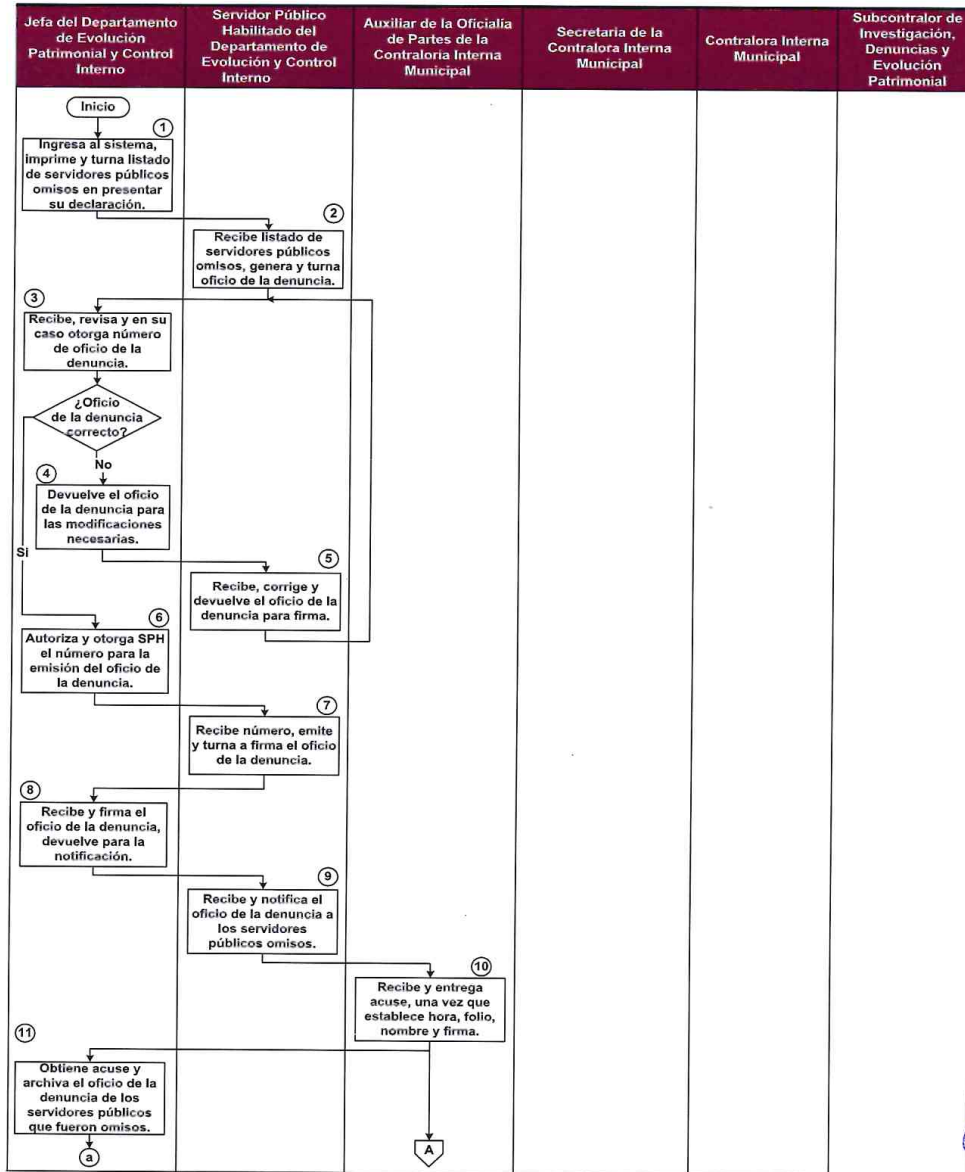 Jefa del Departamento
de Evolución
Patrimonial y Control
Interno
Servidor Público
Habilitado del
Departamento de
Evolución y Control
Interno
Auxiliar de la Oficialía
de Partes de la
Contraloría Interna
Municipal
Secretaria de la
Contralora Interna
Municipal
Contralora Interna
Municipal
Subcontralor de
Investigación,
Denuncias y
Evolución
Patrimonial
Inicio
1
Ingresa al sistema,
imprime y turna listado
de servidores públicos
omisos en presentar
su declaración.
2
Recibe listado de
servidores públicos
omisos, genera y turna
oficio de la denuncia.
3
Recibe, revisa y en su
caso otorga número
de oficio de la
denuncia.
¿Oficio
de la denuncia
correcto?
No
4
Devuelve el oficio
de la denuncia para
las modificaciones
necesarias.
Si
5
Recibe, corrige y
devuelve el oficio de la
denuncia para firma.
6
Autoriza y otorga SPH
el número para la
emisión del oficio de
la denuncia.
7
Recibe número, emite
y turna a firma el oficio
de la denuncia.
8
Recibe y firma el
oficio de la denuncia,
devuelve para la
notificación.
9
Recibe y notifica el
oficio de la denuncia a
los servidores
públicos omisos.
10
Recibe y entrega
acuse, una vez que
establece hora, folio,
nombre y firma.
11
Obtiene acuse y
archiva el oficio de la
denuncia de los
servidores públicos
que fueron omisos.
a
A